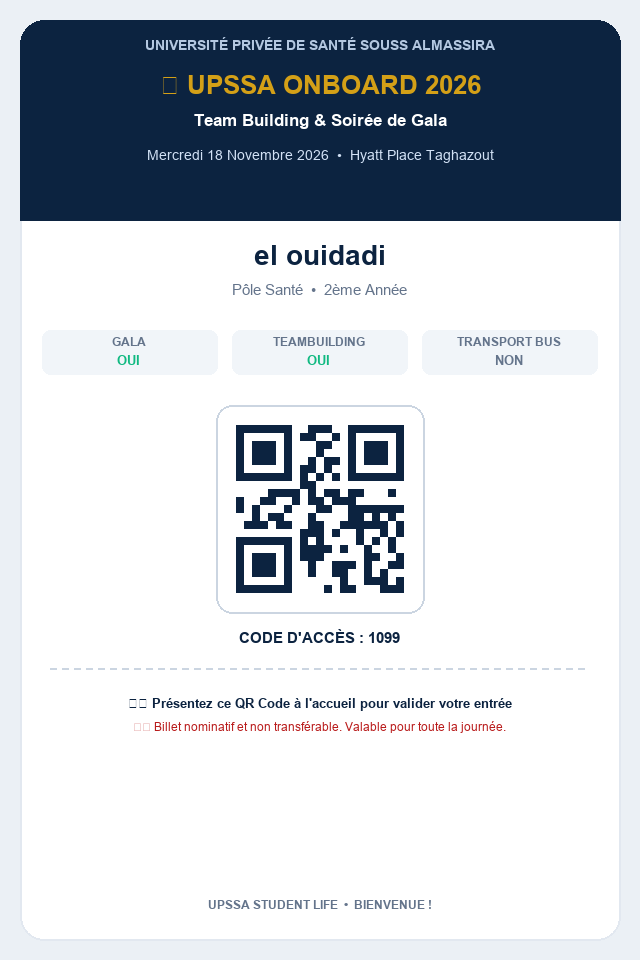 UNIVERSITÉ PRIVÉE DE SANTÉ SOUSS ALMASSIRA
UPSSA ONBOARD 2026
Team Building & Soirée de Gala
Mercredi 18 Novembre 2026 • Hyatt Place Taghazout
el ouidadi
Pôle Santé • 2ème Année
GALA
OUI
TEAMBUILDING
OUI
TRANSPORT BUS
NON
CODE D'ACCÈS : 1099
Présentez ce QR Code à l'accueil pour valider votre entrée
Billet nominatif et non transférable. Valable pour toute la journée.
UPSSA STUDENT LIFE • BIENVENUE !